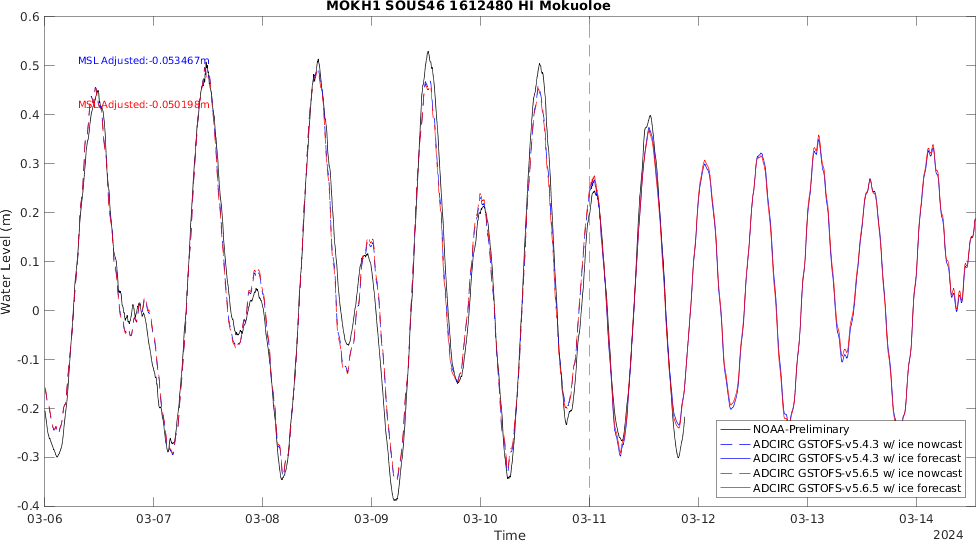 MOKH1 SOUS46 1612480 HI Mokuoloe
0.6
0.5
0.4
0.3
0.2
0.1
0
-0.1
-0.2
-0.3
-0.4
Water Level (m)
MSL Adjusted:-0.053467m
MSL Adjusted:-0.050198m
NOAA-Preliminary
ADCIRC GSTOFS-v5.4.3 w/ ice nowcast
ADCIRC GSTOFS-v5.4.3 w/ ice forecast
ADCIRC GSTOFS-v5.6.5 w/ ice nowcast
ADCIRC GSTOFS-v5.6.5 w/ ice forecast
03-06 03-07 03-08 03-09 03-10 03-11 03-12 03-13 03-14
Time
2024